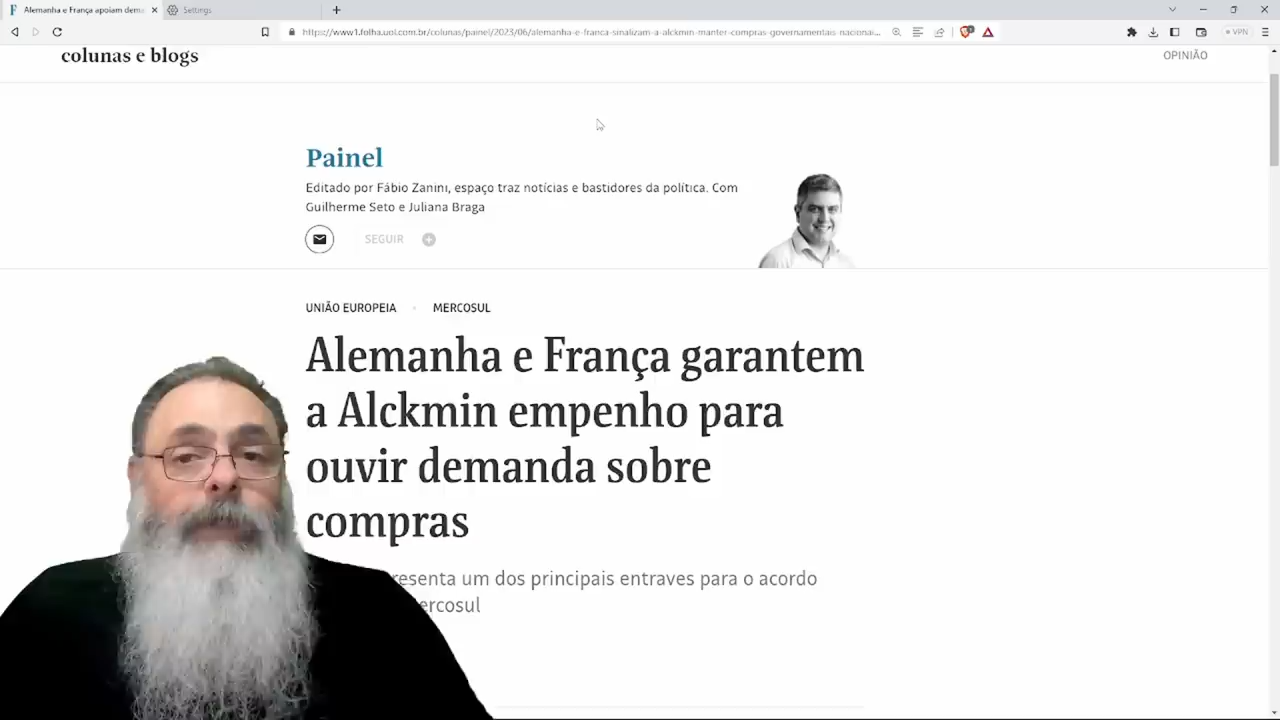 Alemanha e França apoiam dem
Settings
https://www1.folha.uol.com.br/colunas/painel/2023/06/alemanha-e-franca-sinalizam-a-alckmin-manter-compras-governamentais-nacionai...
VPN
colunas e blogs
OPINIÃO
Painel
Editado por Fábio Zanini, espaço traz notícias e bastidores da política. Com
Guilherme Seto e Juliana Braga
SEGUIR
UNIÃO EUROPEIA
MERCOSUL
Alemanha e França garantem
a Alckmin empenho para
ouvir demanda sobre
compras
resenta um dos principais entraves para o acordo
ercosul